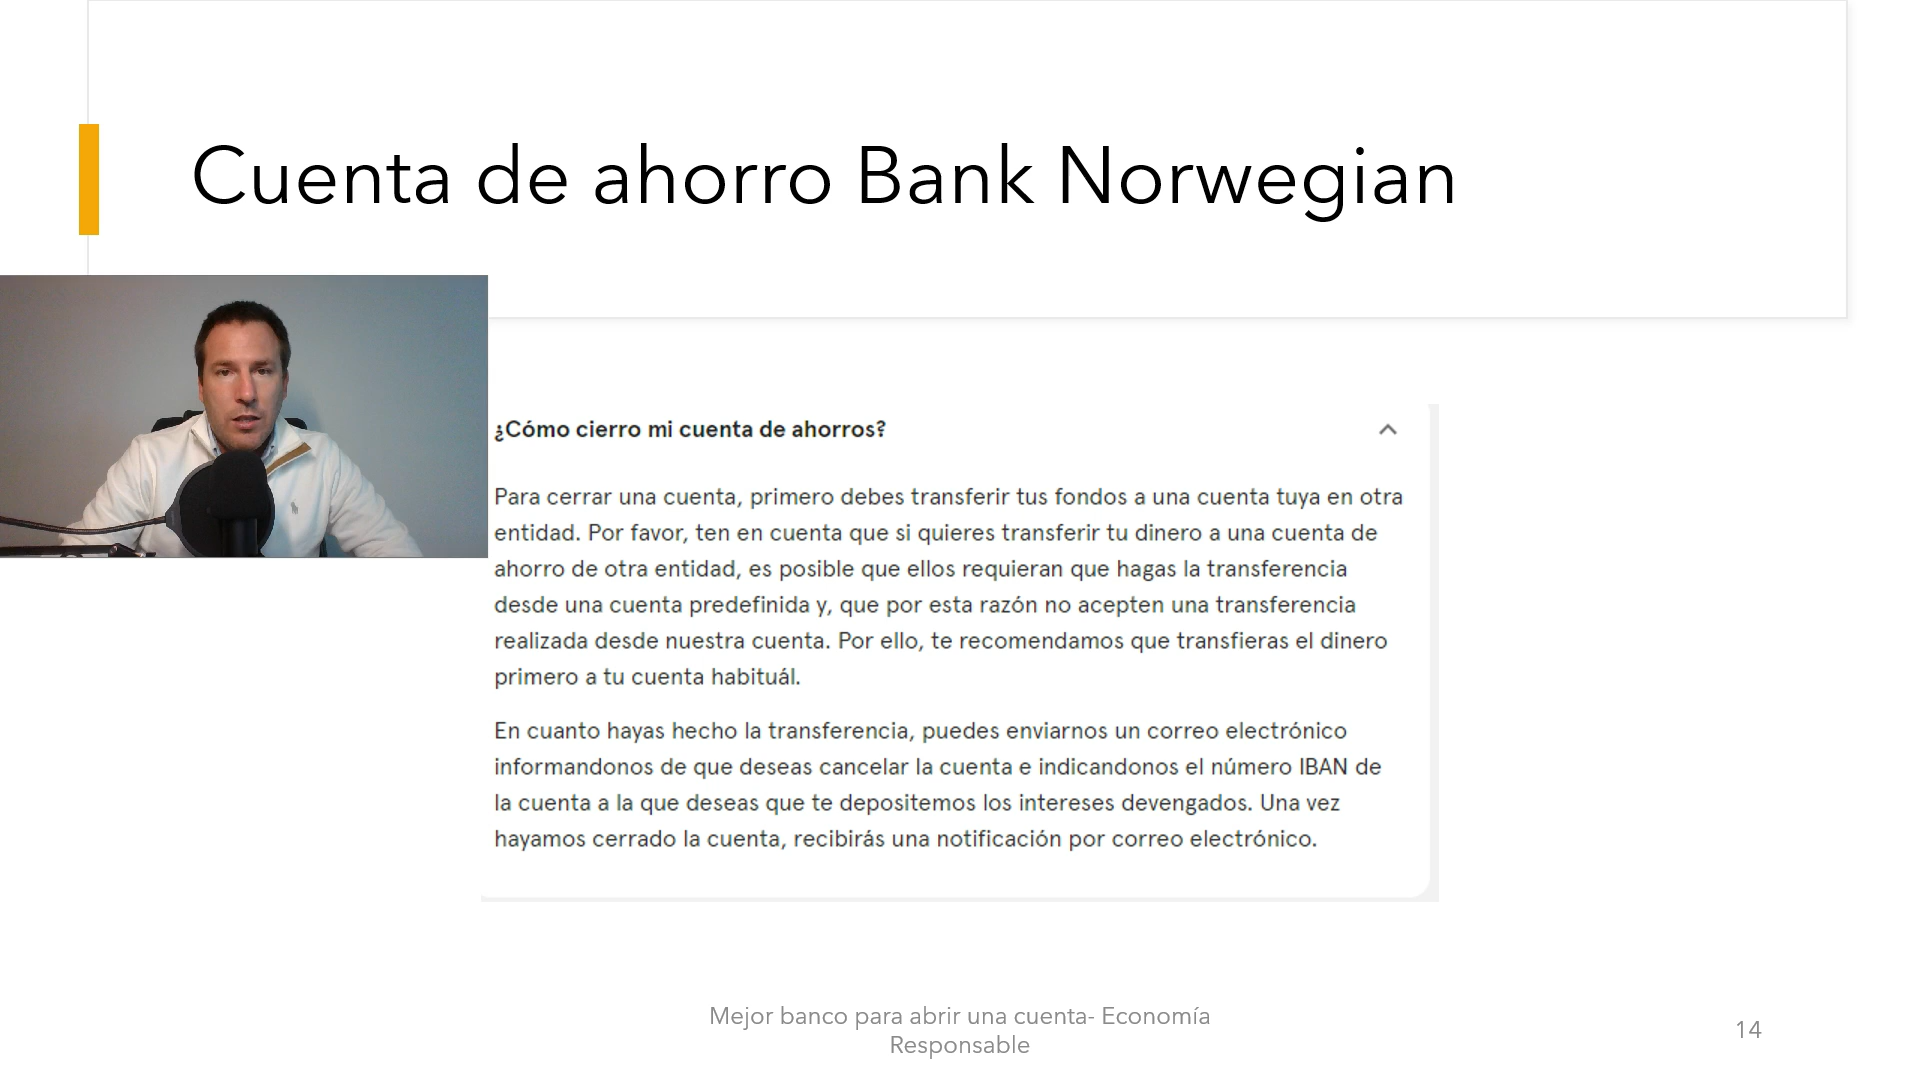 Cuenta de ahorro Bank Norwegian
¿Cómo cierro mi cuenta de ahorros?
Para cerrar una cuenta, primero debes transferir tus fondos a una cuenta tuya en otra
entidad. Por favor, ten en cuenta que si quieres transferir tu dinero a una cuenta de
ahorro de otra entidad, es posible que ellos requieran que hagas la transferencia
desde una cuenta predefinida y, que por esta razón no acepten una transferencia
realizada desde nuestra cuenta. Por ello, te recomendamos que transfieras el dinero
primero a tu cuenta habituál.
En cuanto hayas hecho la transferencia, puedes enviarnos un correo electrónico
informandonos de que deseas cancelar la cuenta e indicandonos el número IBAN de
la cuenta a la que deseas que te depositemos los intereses devengados. Una vez
hayamos cerrado la cuenta, recibirás una notificación por correo electrónico.
Mejor banco para abrir una cuenta- Economía
Responsable
14